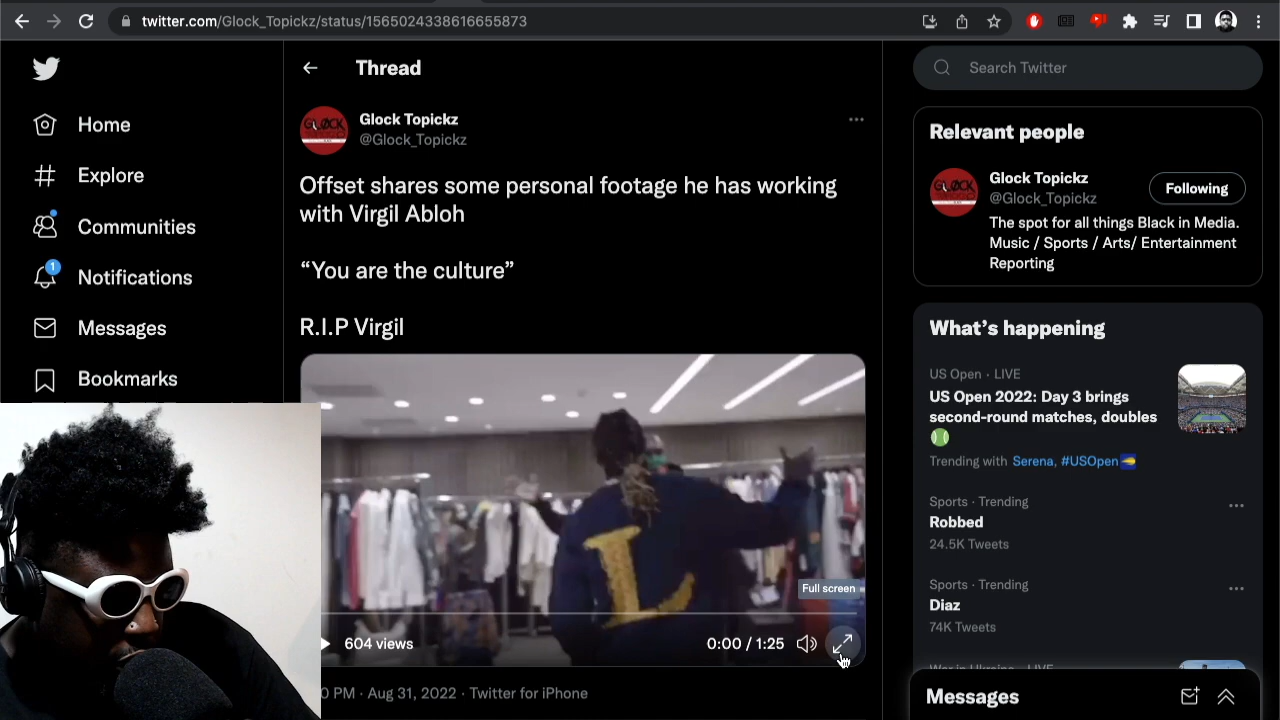 twitter.com/Glock_Topickz/status/1565024338616655873
Home
Explore
Communities
1
Notifications
Messages
Bookmarks
Thread
Glock Topickz
@Glock_Topickz
Offset shares some personal footage he has working
with Virgil Abloh
“You are the culture”
R.I.P Virgil
L
Full screen
604 views
0:00 / 1:25
0 PM · Aug 31, 2022 · Twitter for iPhone
Search Twitter
Relevant people
Glock Topickz
@Glock_Topickz
Following
The spot for all things Black in Media.
Music / Sports / Arts/ Entertainment
Reporting
What’s happening
US Open · LIVE
US Open 2022: Day 3 brings
second-round matches, doubles
Trending with Serena, #USOpen
Sports · Trending
Robbed
24.5K Tweets
Sports · Trending
Diaz
74K Tweets
War in Ukraine · LIVE
Messages